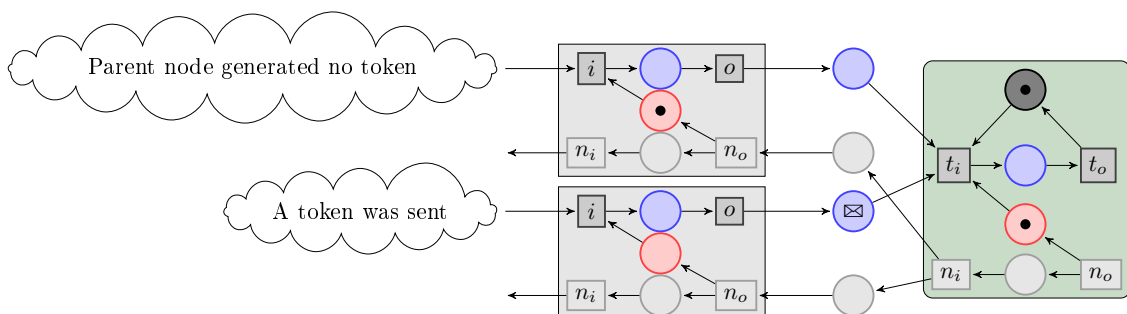 Parent node generated no token
i
o
n_i
n_o
A token was sent
i
o
n_i
n_o
t_i
t_o
n_i
n_o